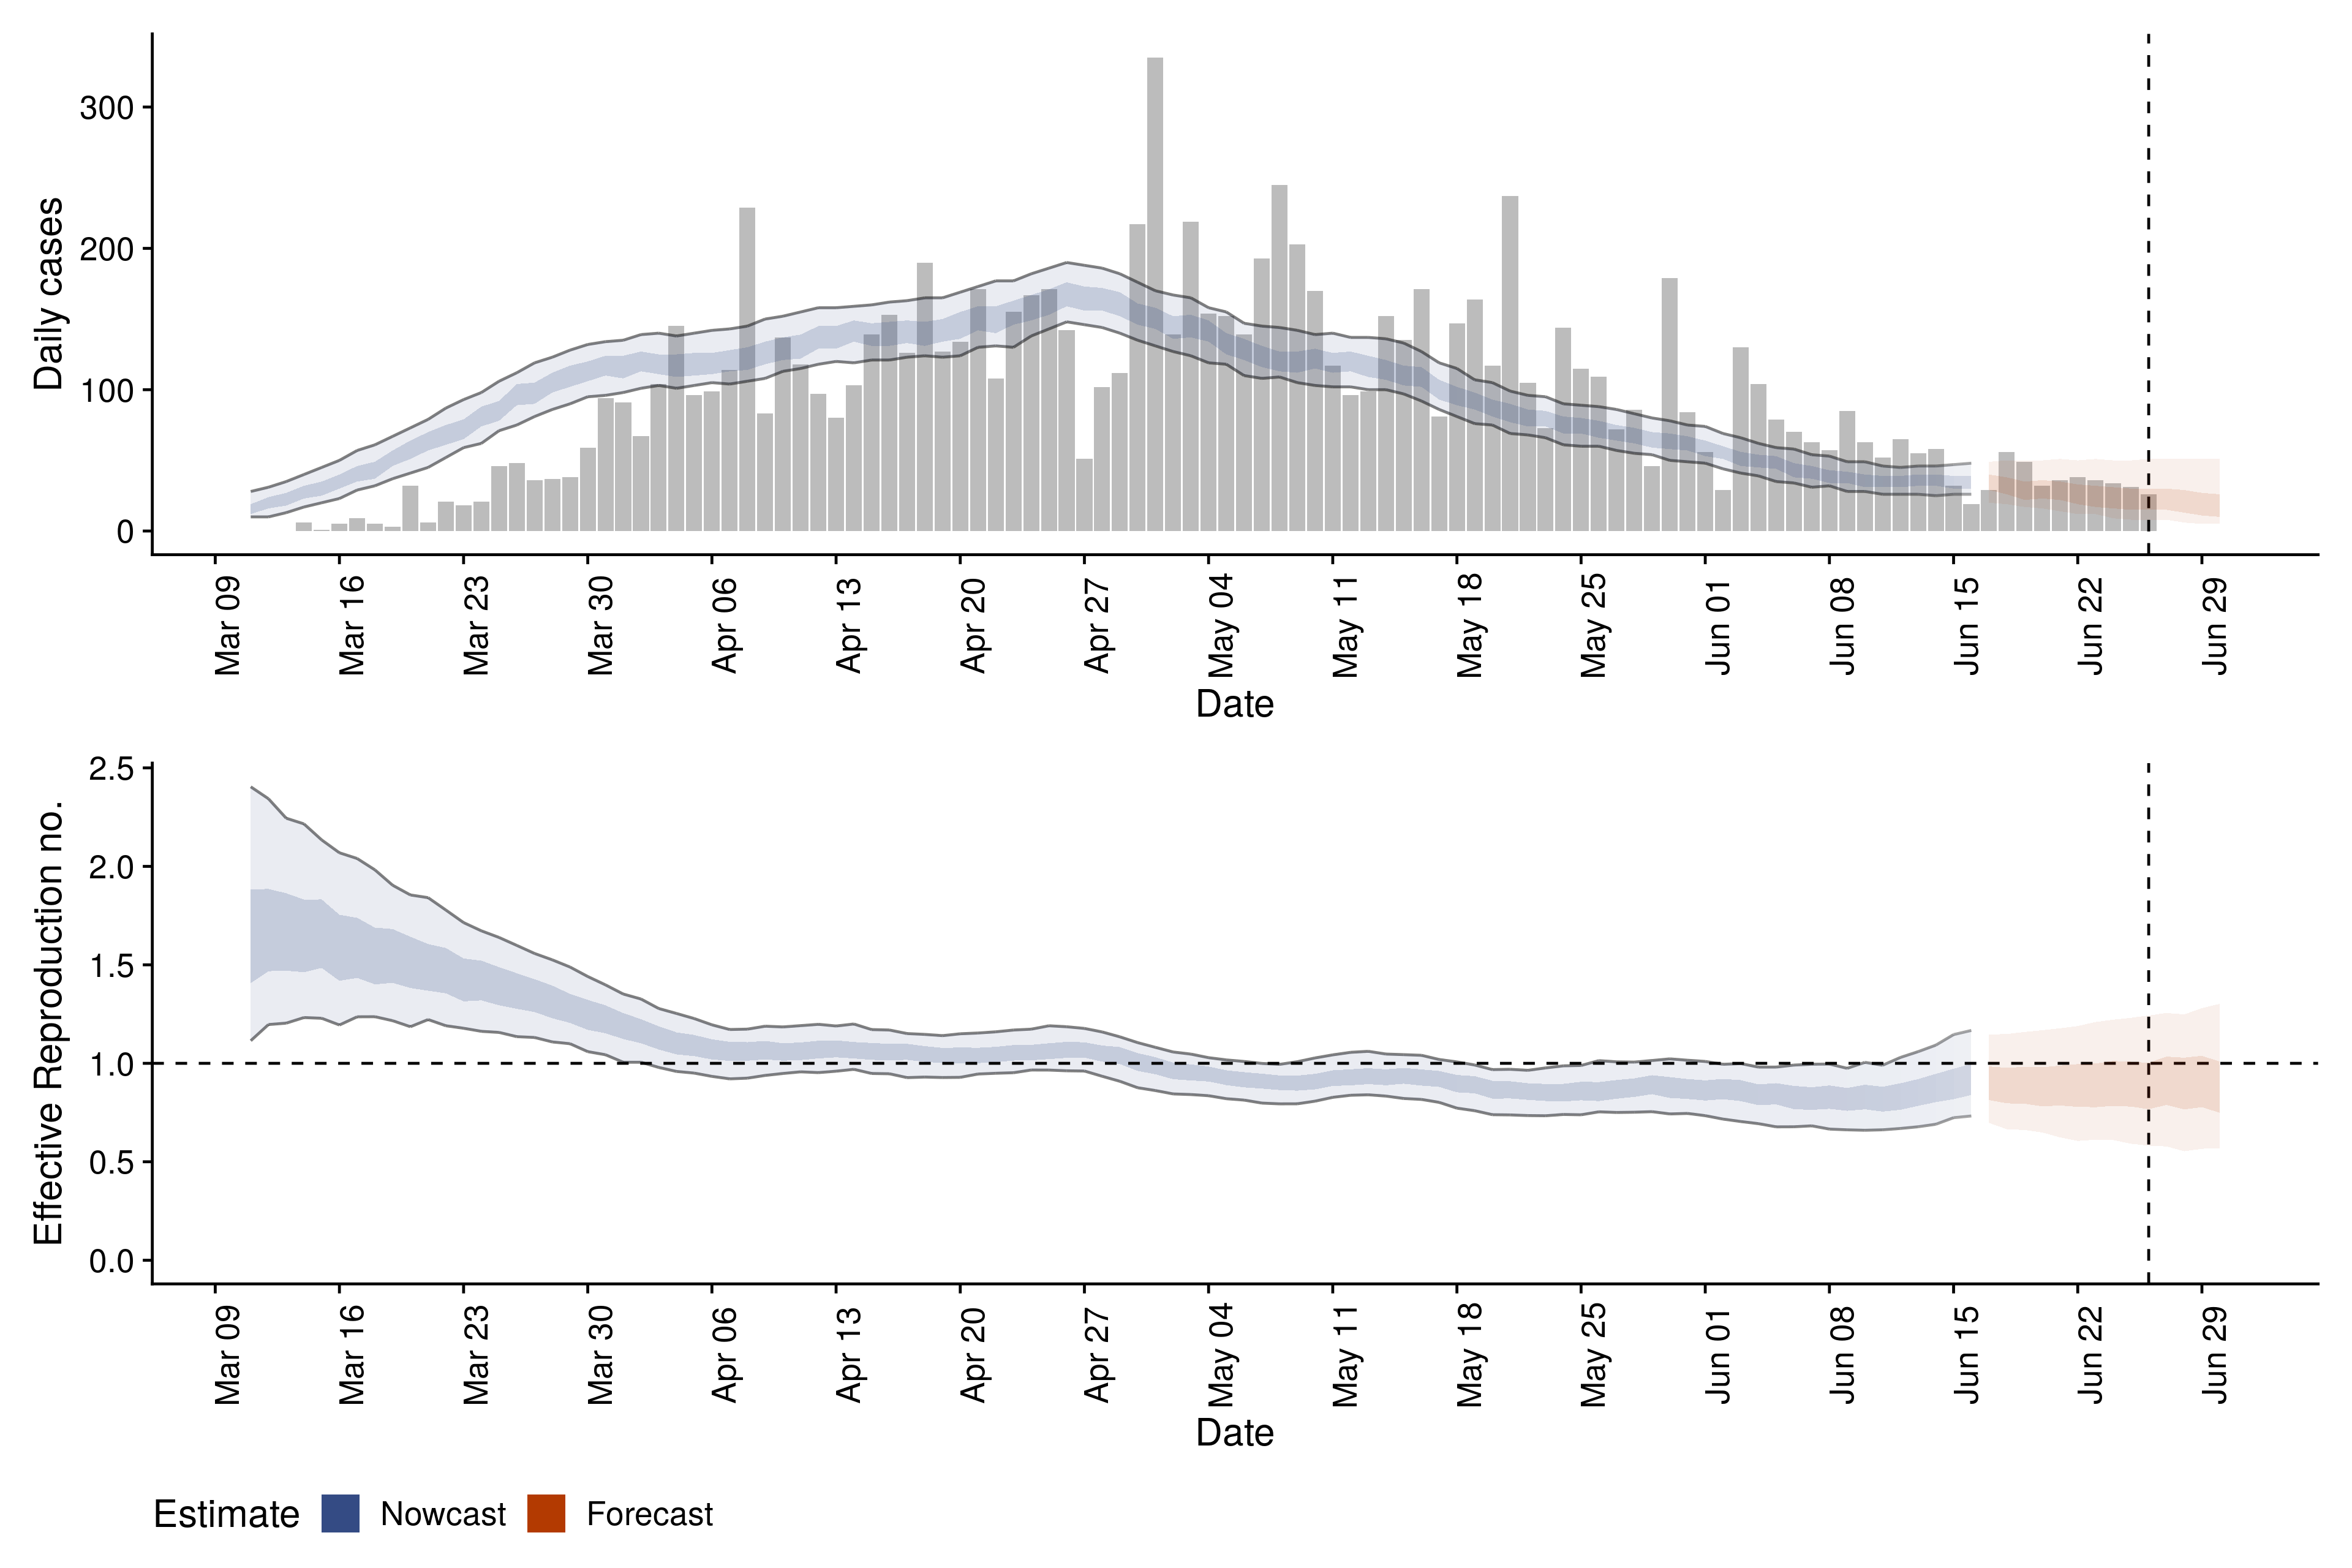 Daily cases
300
200
100
0
Mar 09
Mar 16
Mar 23
Mar 30
Apr 06
Apr 13
Apr 20
Apr 27
May 04
May 11
May 18
May 25
Jun 01
Jun 08
Jun 15
Jun 22
Jun 29
Date
Effective Reproduction no.
2.5
2.0
1.5
1.0
0.5
0.0
Mar 09
Mar 16
Mar 23
Mar 30
Apr 06
Apr 13
Apr 20
Apr 27
May 04
May 11
May 18
May 25
Jun 01
Jun 08
Jun 15
Jun 22
Jun 29
Date
Estimate Nowcast Forecast